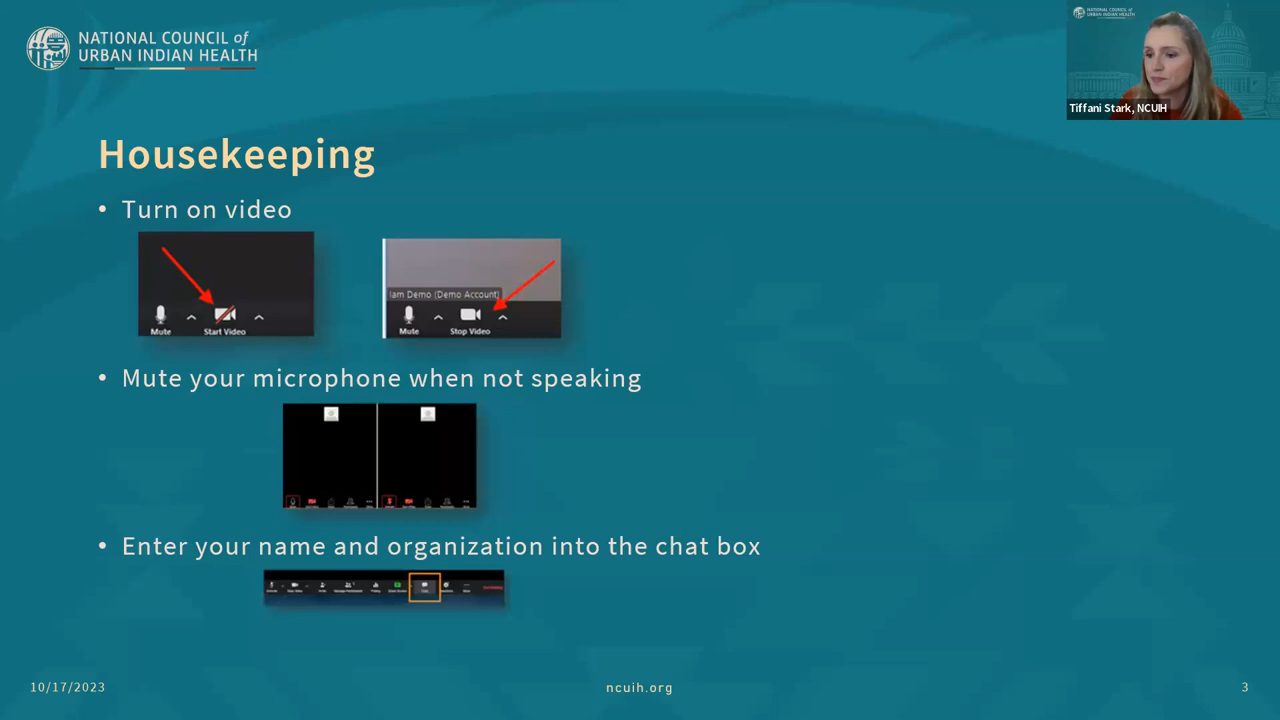 NATIONAL COUNCIL of
URBAN INDIAN HEALTH
Tiffani Stark, NCUIH
Housekeeping
• Turn on video
Mute
Start Video
iam Demo (Demo Account)
Mute
Stop Video
• Mute your microphone when not speaking
• Enter your name and organization into the chat box
10/17/2023
ncuih.org
3